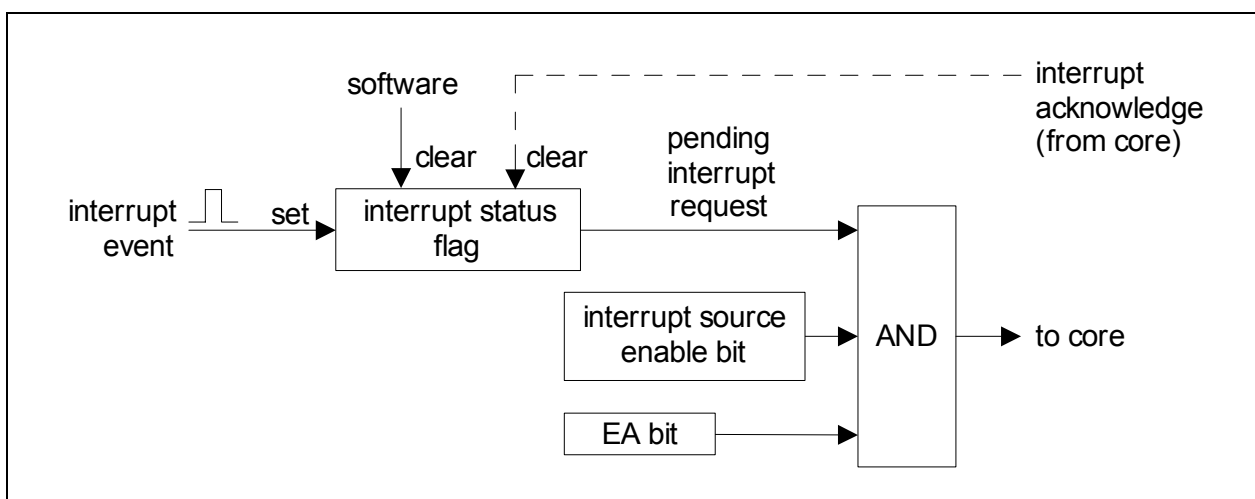 software
interrupt
acknowledge
(from core)
clear
clear
pending
interrupt
request
interrupt
event
set
interrupt status
flag
interrupt source
enable bit
AND
to core
EA bit